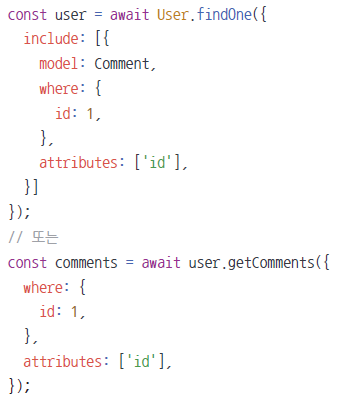 const user = await User.findOne({
  include: [{
    model: Comment,
    where: {
      id: 1,
    },
    attributes: ['id'],
  }]
});
// 또는
const comments = await user.getComments({
  where: {
    id: 1,
  },
  attributes: ['id'],
});